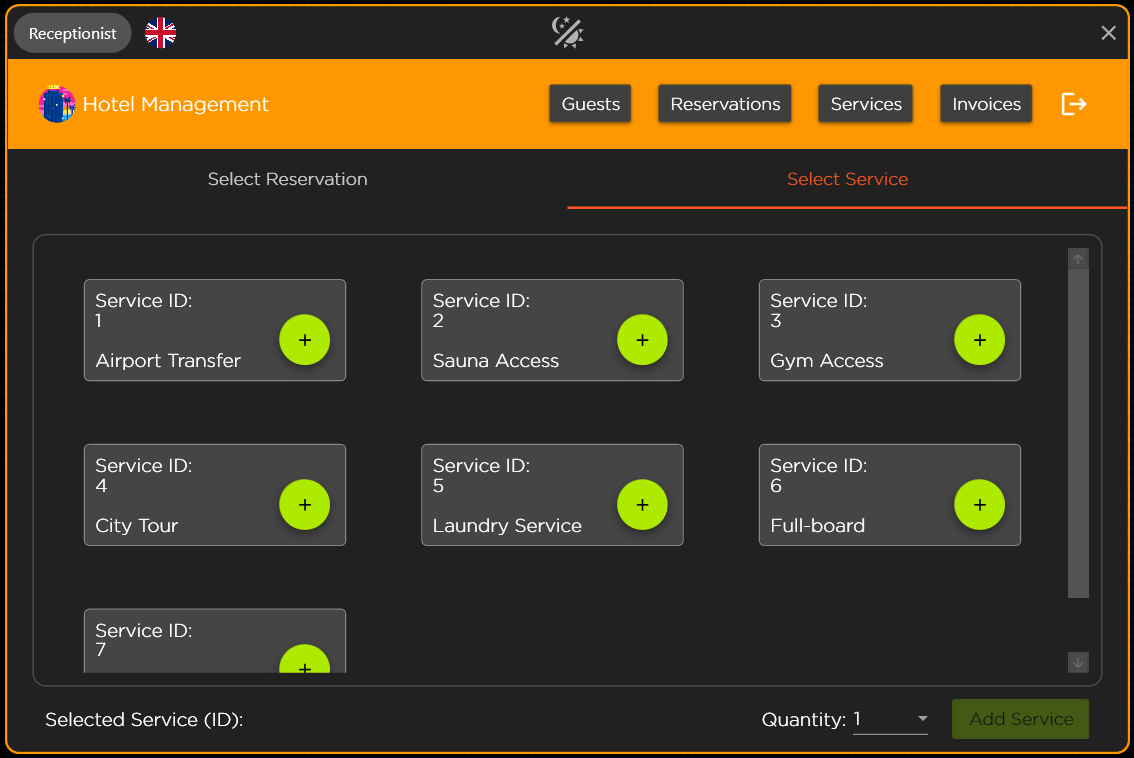 Receptionist
Hotel Management
Guests
Reservations
Services
Invoices
Select Reservation
Select Service
Service ID:
1
Airport Transfer
+
Service ID:
2
Sauna Access
+
Service ID:
3
Gym Access
+
Service ID:
4
City Tour
+
Service ID:
5
Laundry Service
+
Service ID:
6
Full-board
+
Service ID:
7
+
Selected Service (ID):
Quantity: 1
Add Service